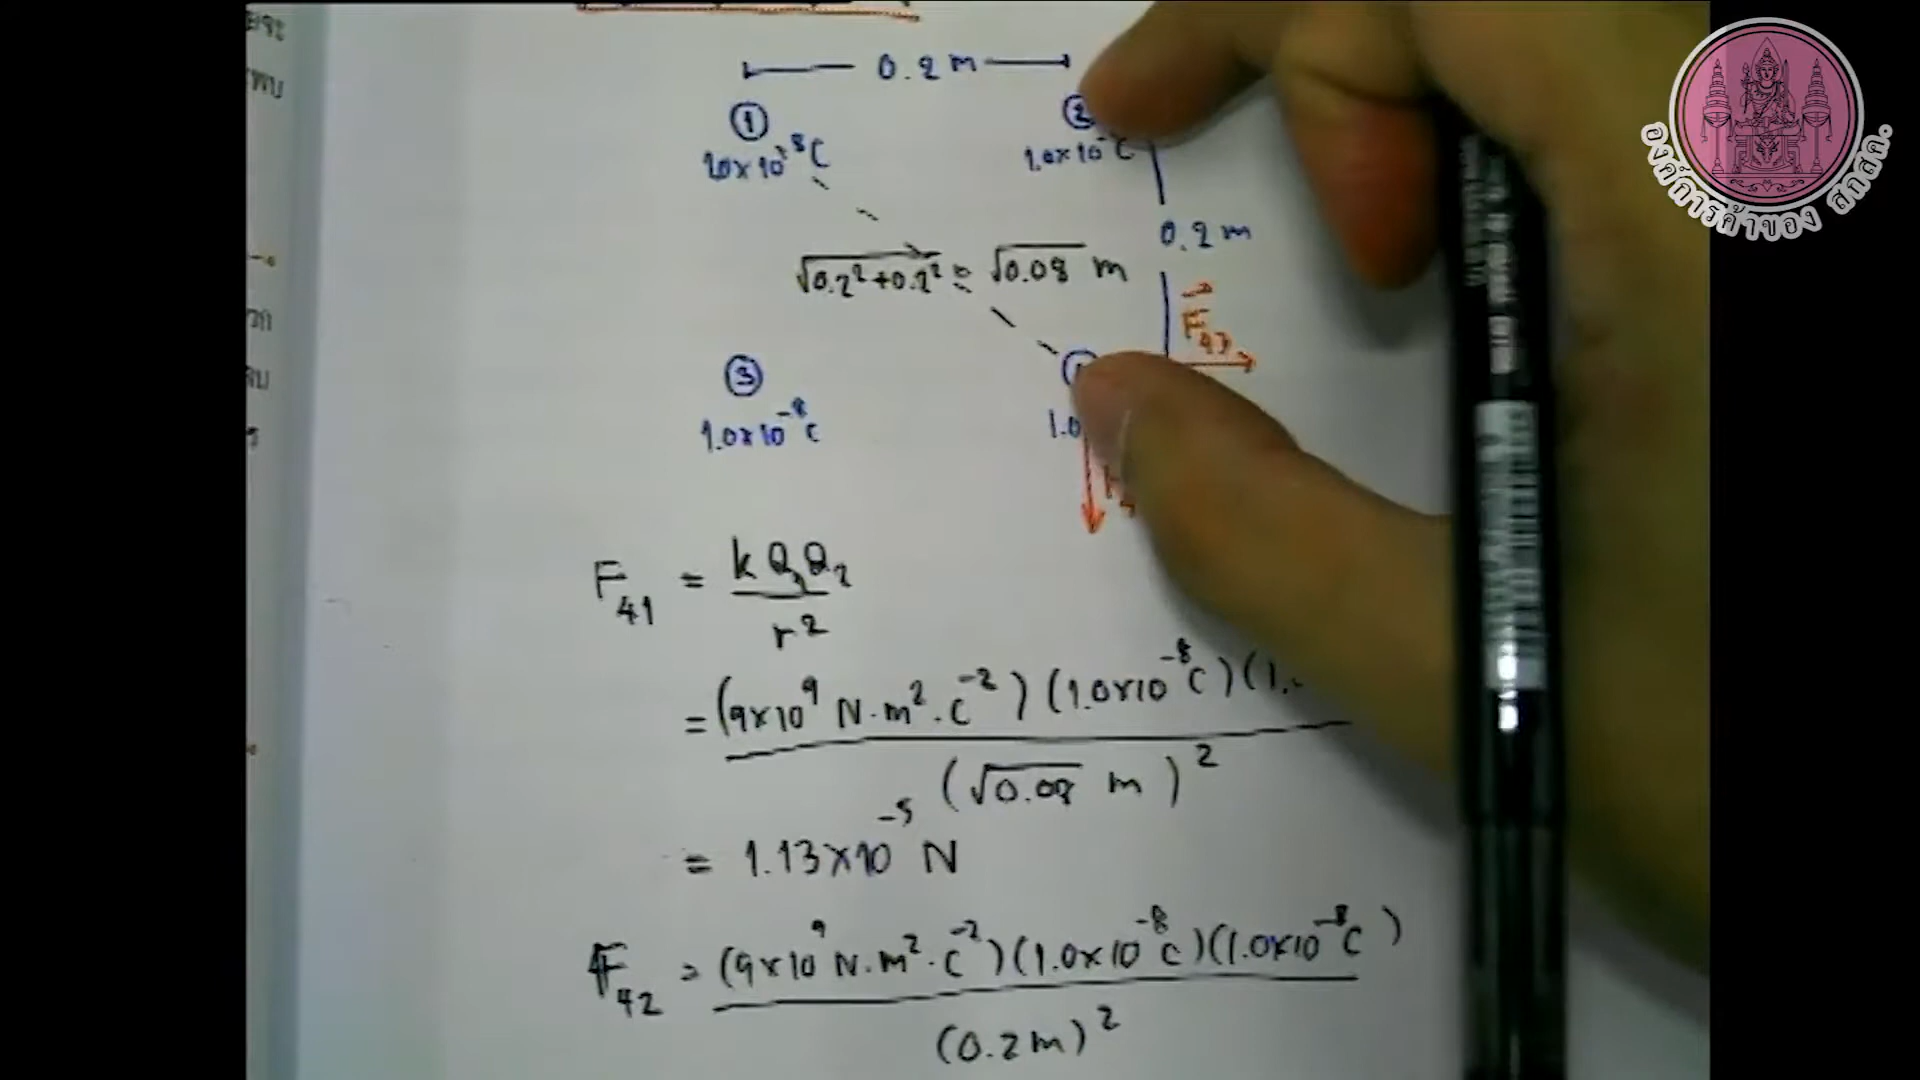 0.2 m
①
②
1.0×10⁻⁸C
1.0×10⁻ C
0.2 m
√0.2²+0.2² = √0.08 m
F₄₃
③
1.0×10⁻⁸C
1.0
F₄₁ = kQ₁Q₂
r²
= (9×10⁹ N.m².C⁻²) (1.0×10⁻⁸C) (1.
(√0.08 m)²
= 1.13×10⁻⁵ N
F₄₂ = (9×10⁹ N.m².C⁻²)(1.0×10⁻⁸C)(1.0×10⁻⁸C)
(0.2m)²
องค์การค้าของ สกสค.